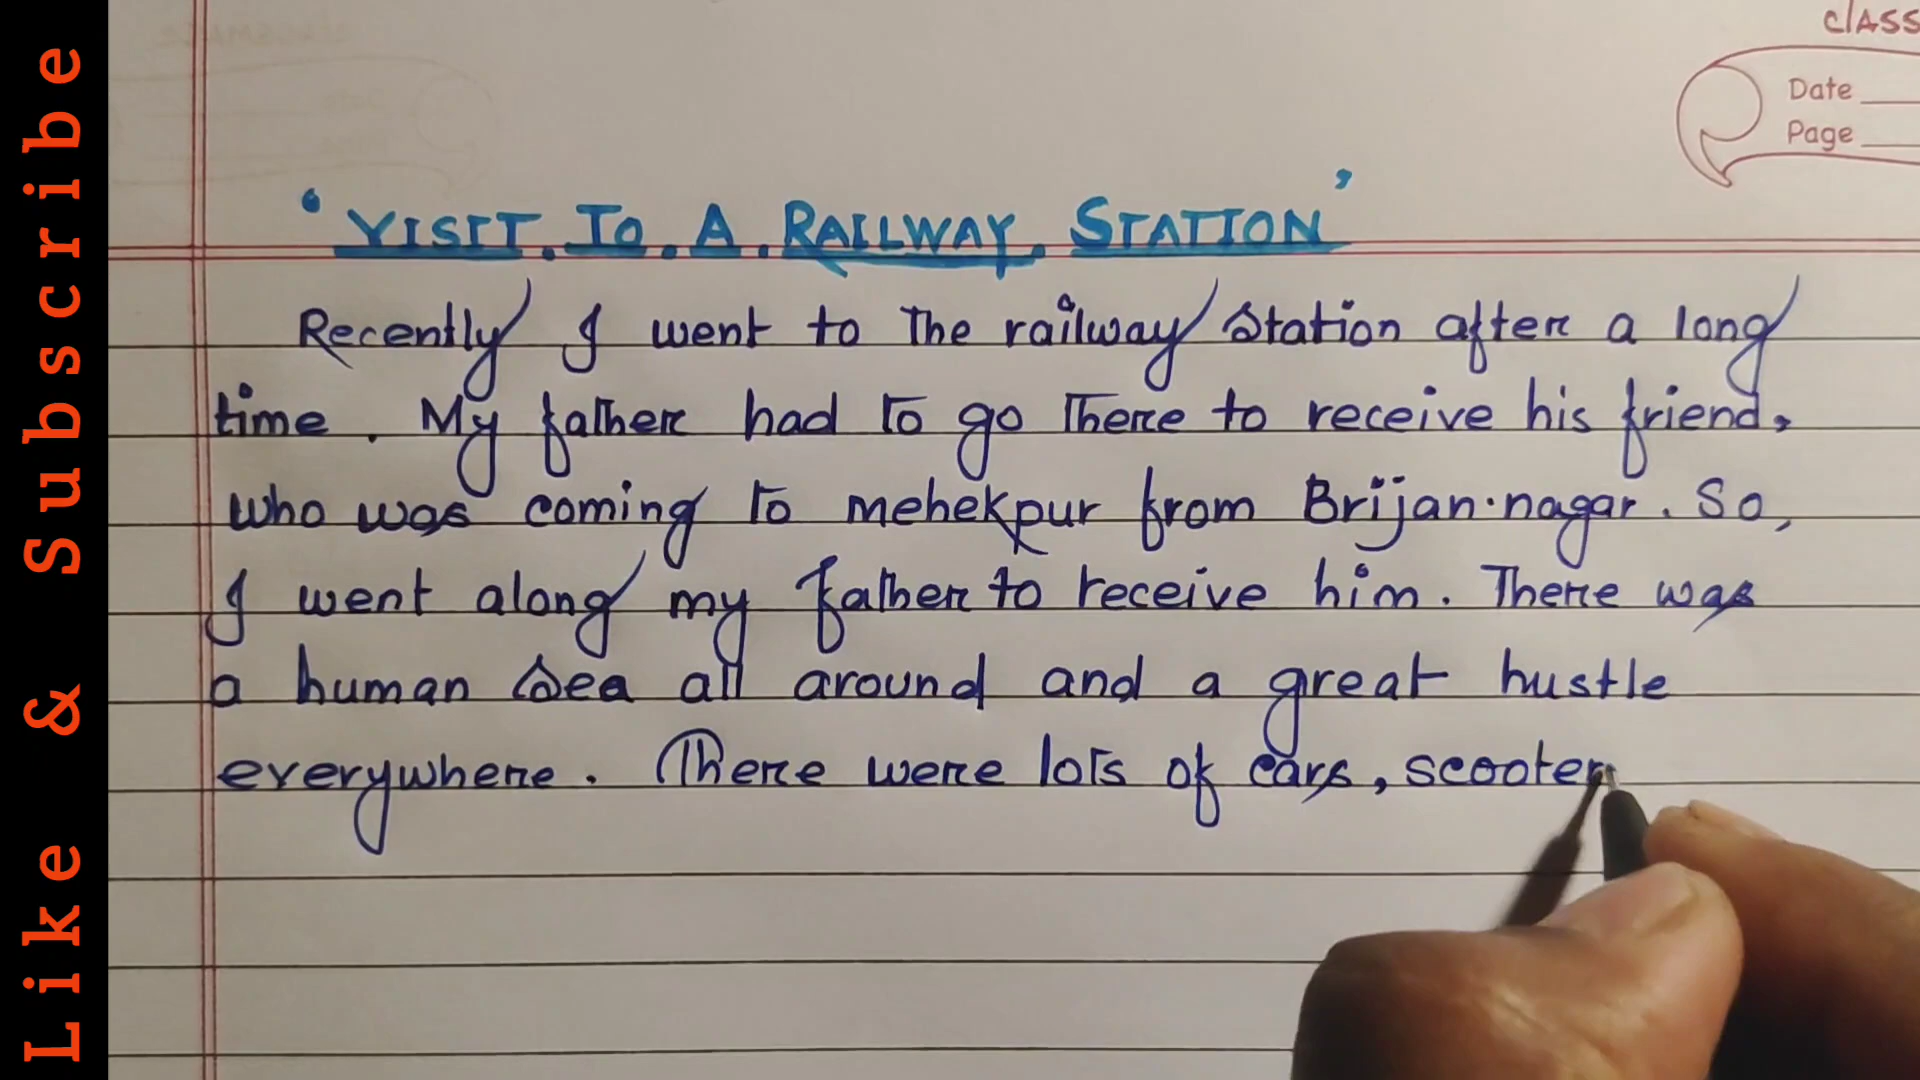 Like & Subscribe
CLASS
Date
Page
'VISIT. TO. A. RAILWAY. STATION'
Recently I went to The railway Station after a long
time. My father had to go There to receive his friend,
who was coming to mehekpur from Brijan.nagar. So,
I went along my father to receive him. There was
a human Sea all around and a great hustle
everywhere. There were lots of cars, scooter